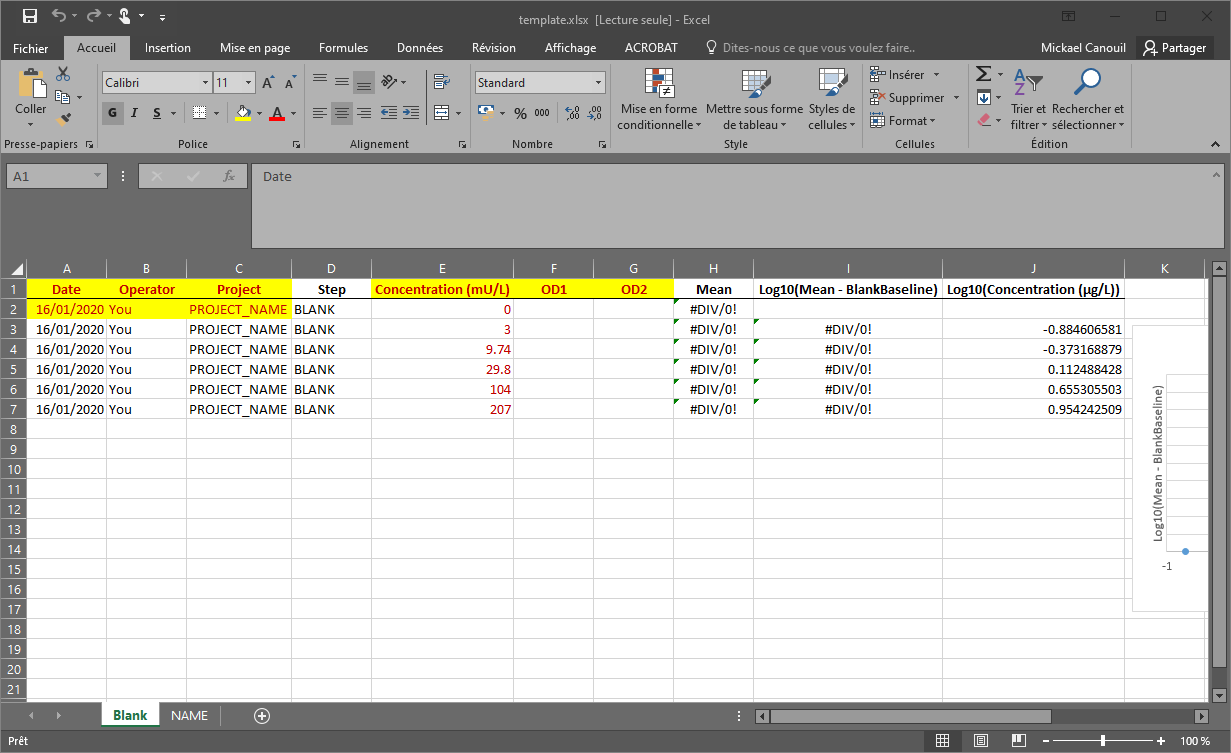 template.xlsx [Lecture seule] - Excel
Fichier Accueil Insertion Mise en page Formules Données Révision Affichage ACROBAT Dites-nous ce que vous voulez faire.. Mickael Canouil Partager
Coller
Presse-papiers
Calibri 11
G I S
Police
Alignement
Standard
% 000
Nombre
Mise en forme conditionnelle
Mettre sous forme de tableau
Styles de cellules
Style
Insérer
Supprimer
Format
Cellules
Trier et filtrer
Rechercher et sélectionner
Édition
A1 fx Date
A B C D E F G H I J K
1 Date Operator Project Step Concentration (mU/L) OD1 OD2 Mean Log10(Mean - BlankBaseline) Log10(Concentration (µg/L))
2 16/01/2020 You PROJECT_NAME BLANK 0 #DIV/0!
3 16/01/2020 You PROJECT_NAME BLANK 3 #DIV/0! #DIV/0! -0.884606581
4 16/01/2020 You PROJECT_NAME BLANK 9.74 #DIV/0! #DIV/0! -0.373168879
5 16/01/2020 You PROJECT_NAME BLANK 29.8 #DIV/0! #DIV/0! 0.112488428
6 16/01/2020 You PROJECT_NAME BLANK 104 #DIV/0! #DIV/0! 0.655305503
7 16/01/2020 You PROJECT_NAME BLANK 207 #DIV/0! #DIV/0! 0.954242509
8
9
10
11
12
13
14
15
16
17
18
19
20
21
Log10(Mean - BlankBaseline)
-1
Blank NAME
Prêt 100 %